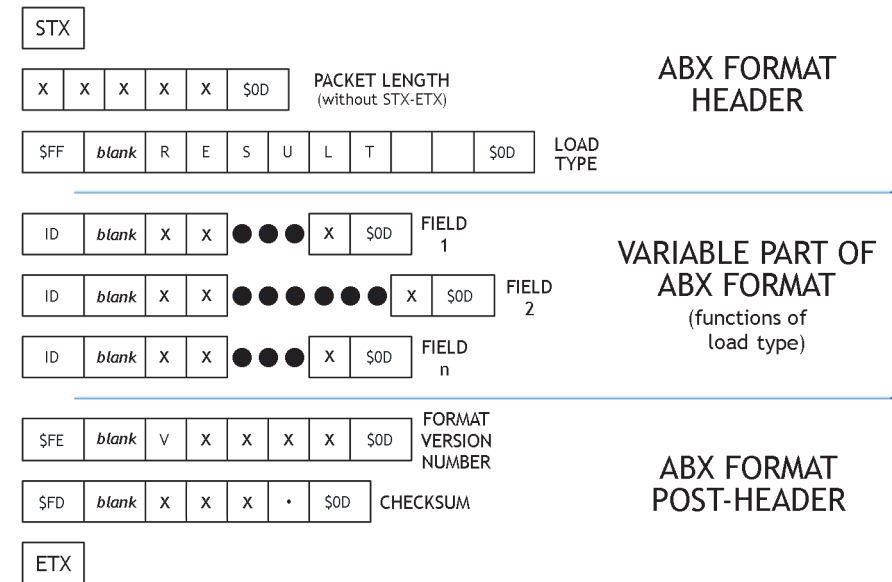 STX
X X X X X $0D
PACKET LENGTH
(without STX-ETX)
ABX FORMAT
HEADER
$FF blank R E S U L T $0D
LOAD
TYPE
ID blank X X ●●● X $0D
FIELD
1
VARIABLE PART OF
ABX FORMAT
(functions of
load type)
ID blank X X ●●●●●● X $0D
FIELD
2
ID blank X X ●●● X $0D
FIELD
n
$FE blank V X X X X $0D
FORMAT
VERSION
NUMBER
ABX FORMAT
POST-HEADER
$FD blank X X X · $0D
CHECKSUM
ETX